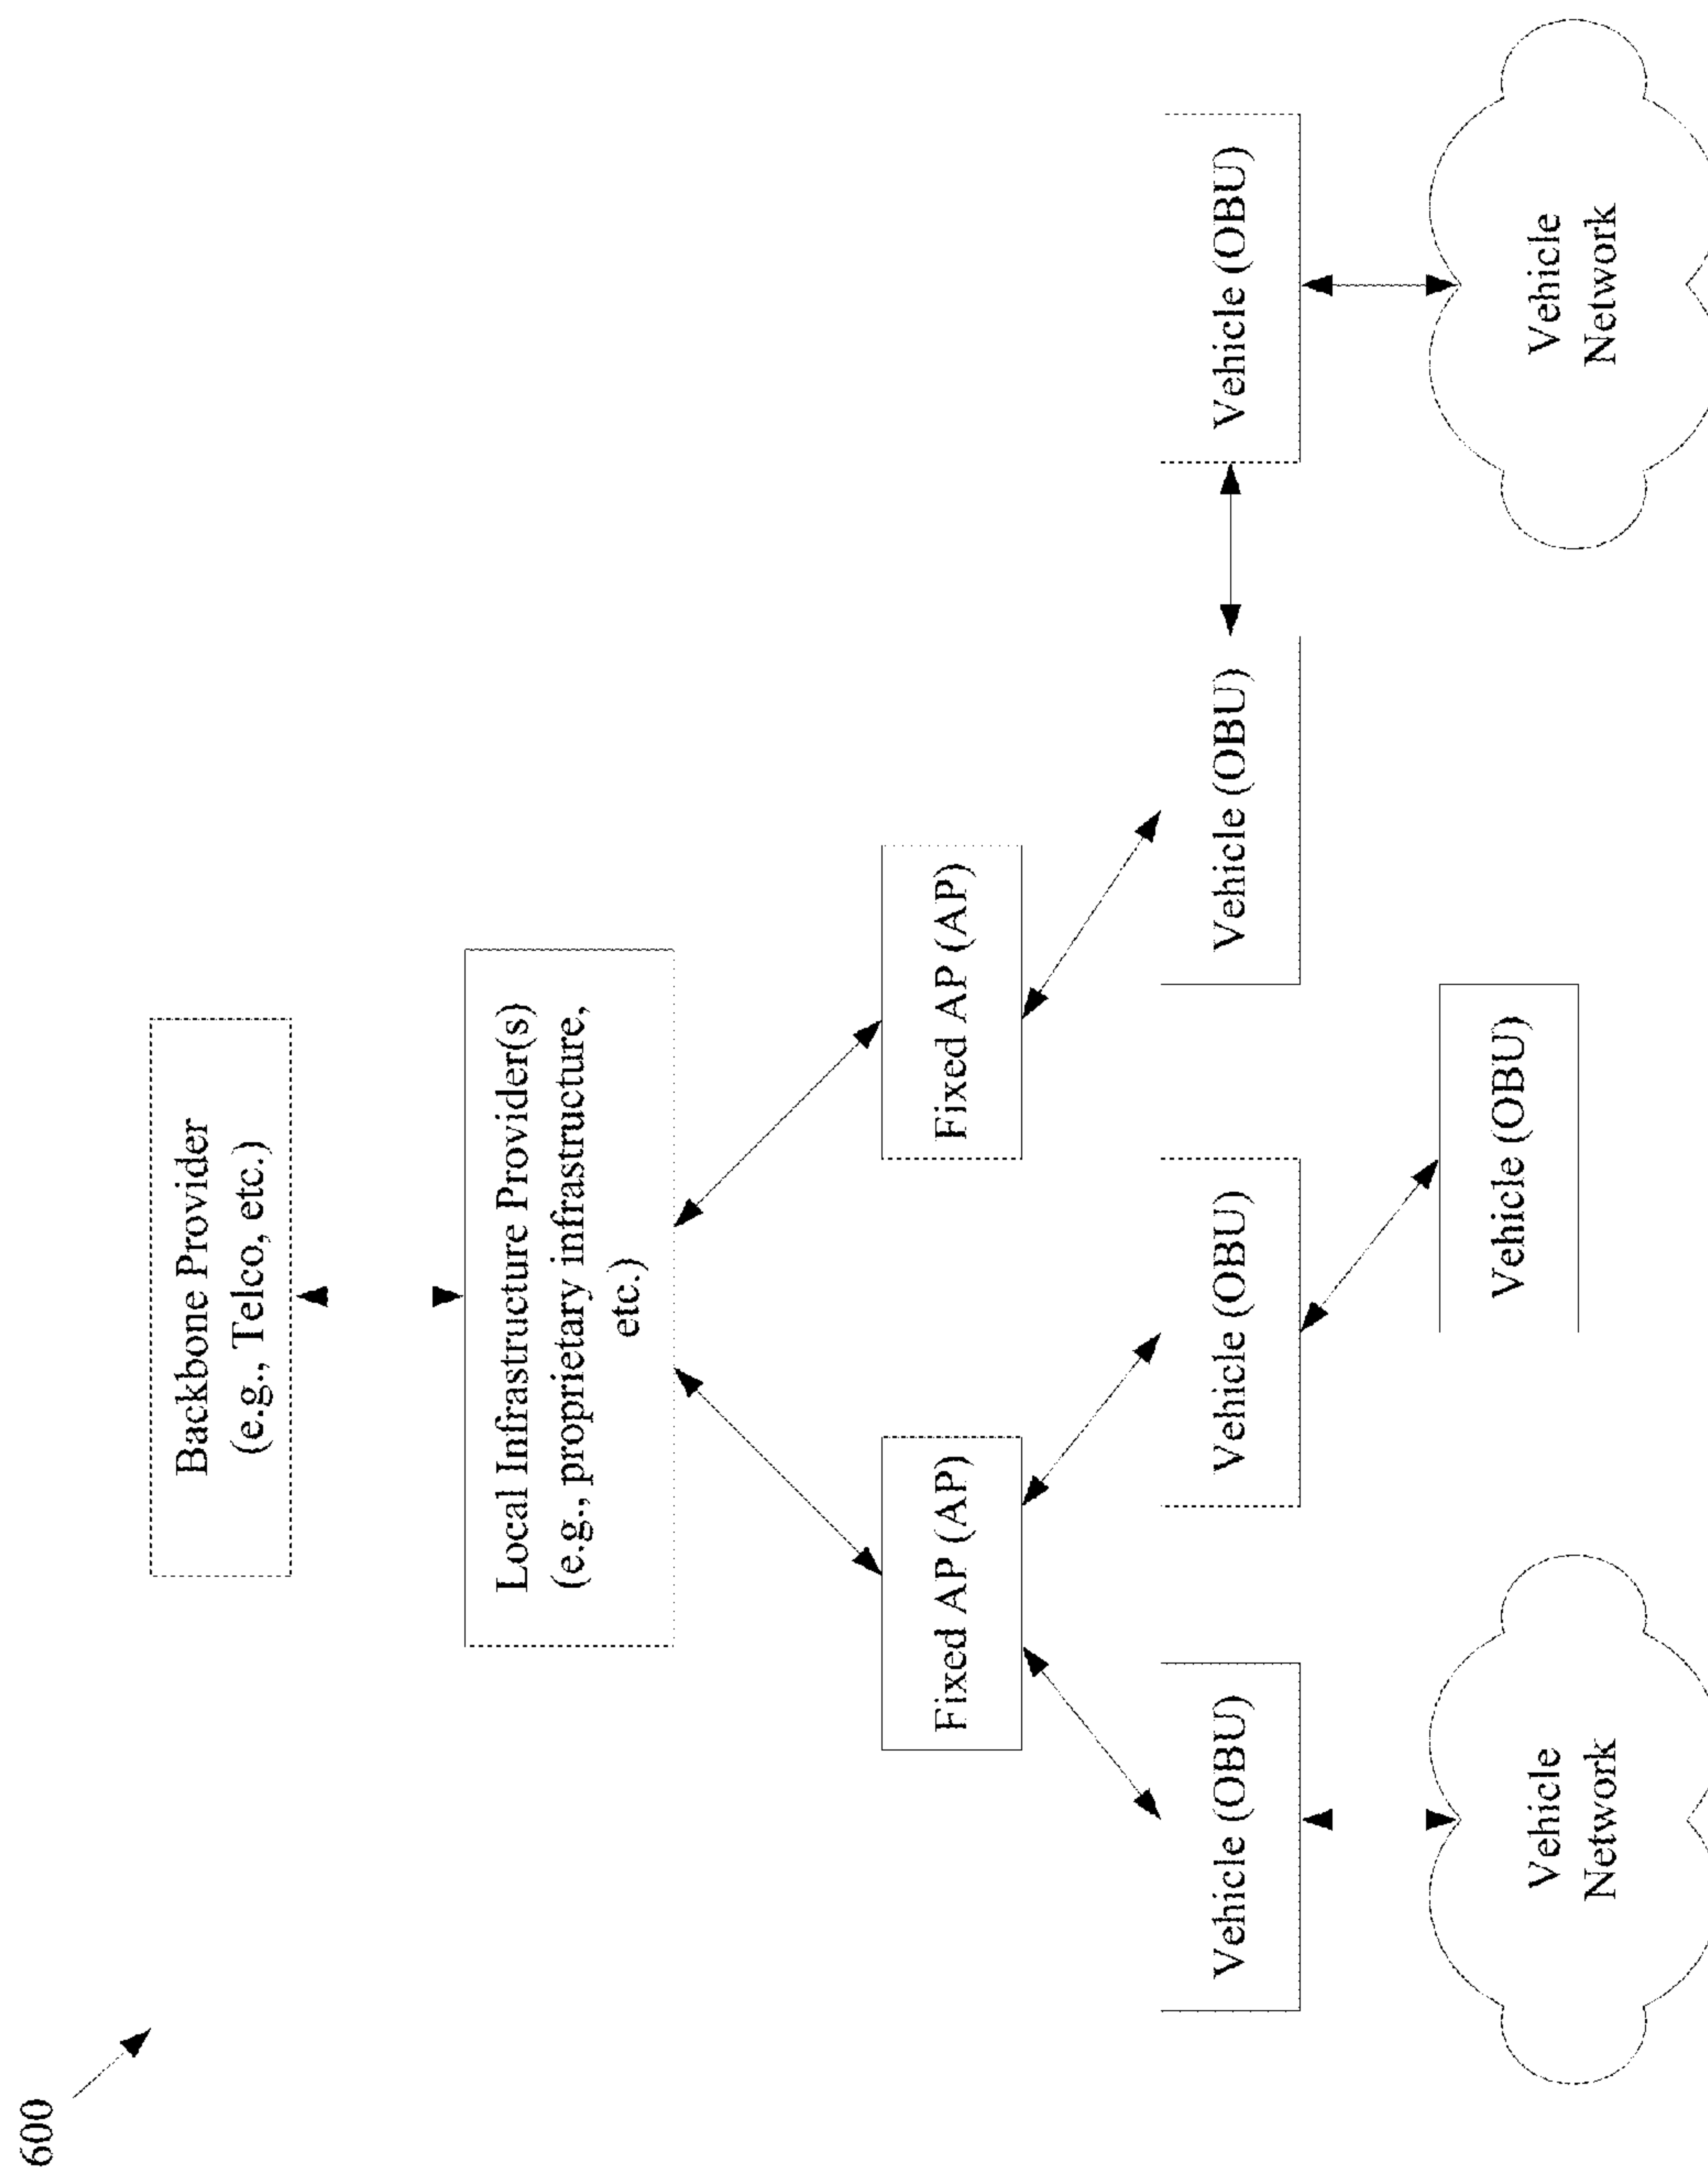 600
Backbone Provider
(e.g., Telco, etc.)
Local Infrastructure Provider(s)
(e.g., proprietary infrastructure,
etc.)
Fixed AP (AP)
Fixed AP (AP)
Vehicle (OBU)
Vehicle (OBU)
Vehicle (OBU)
Vehicle (OBU)
Vehicle
Network
Vehicle (OBU)
Vehicle
Network